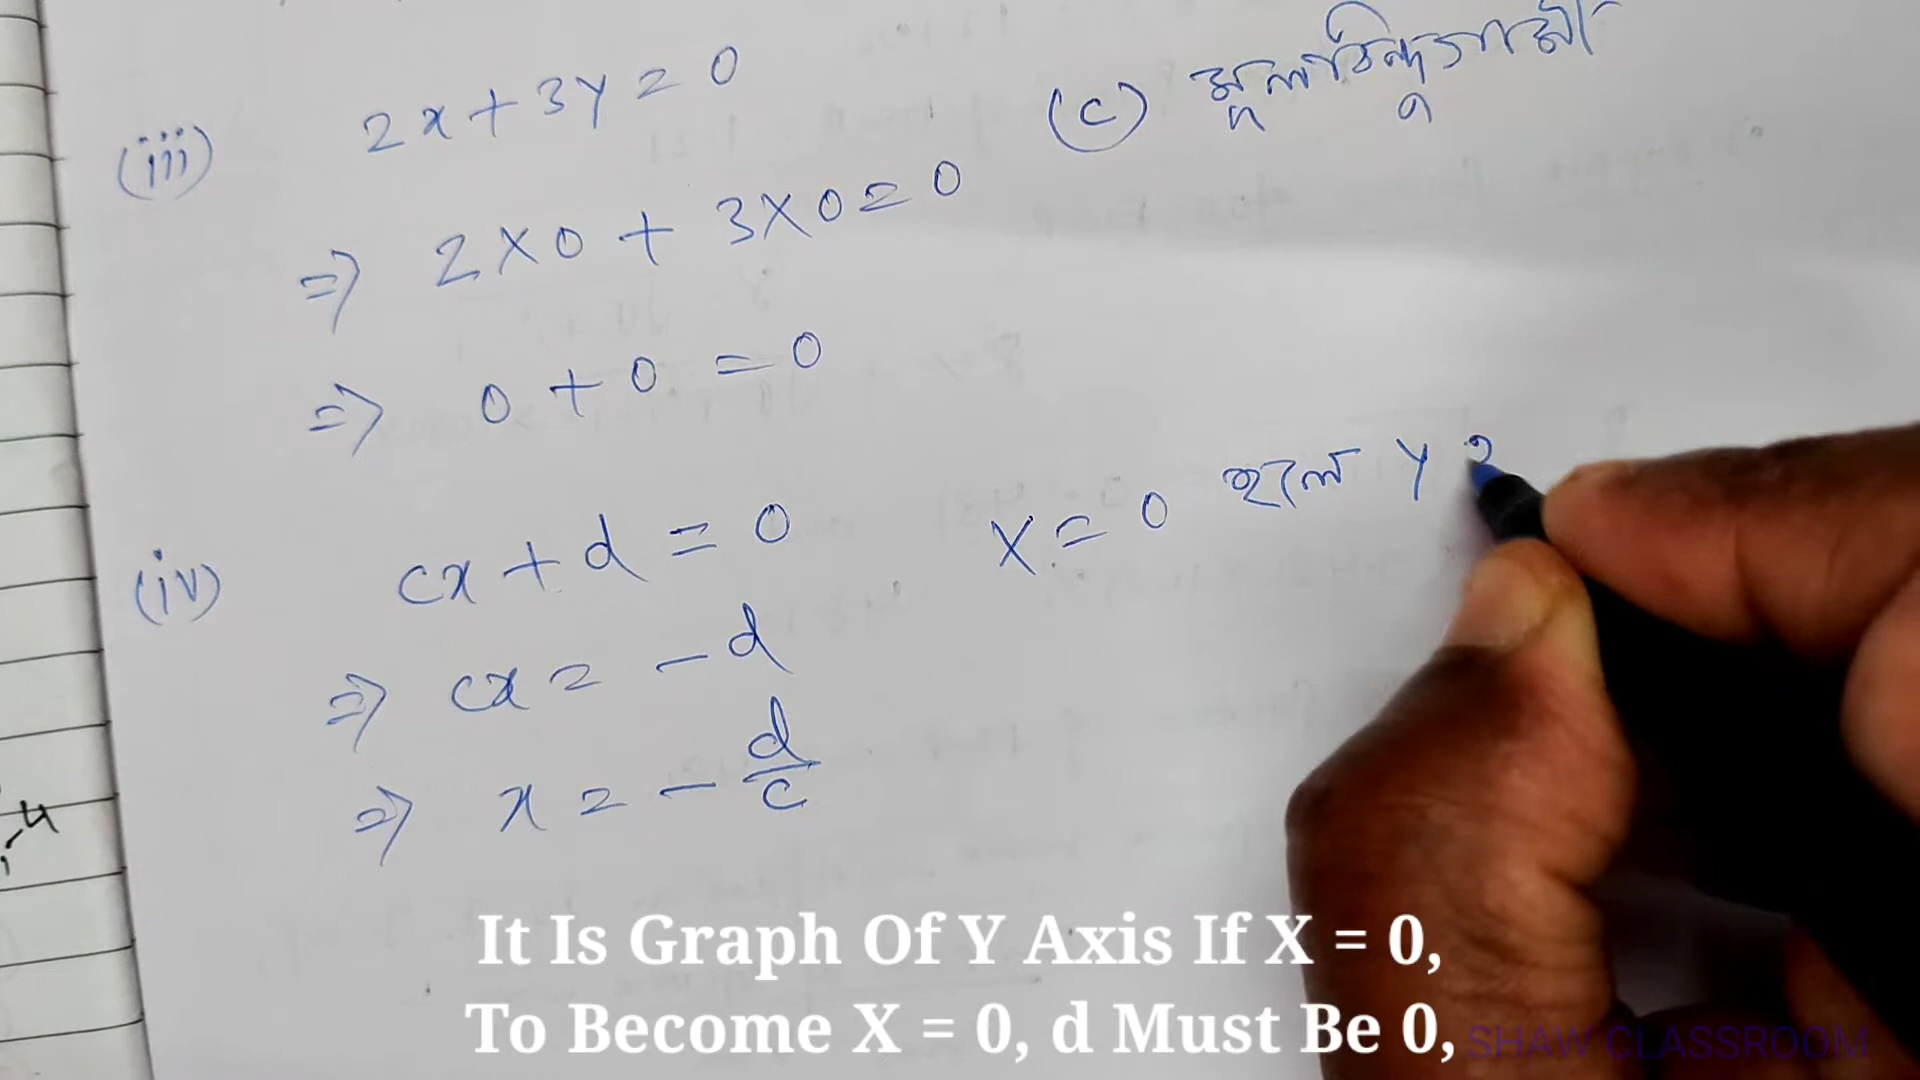 (iii) 2x + 3y = 0 (c) মূলবিন্দুগামী
⇒ 2×0 + 3×0 = 0
⇒ 0 + 0 = 0
(iv) cx + d = 0 x = 0 হলে y
⇒ cx = - d
⇒ x = - d/c
It Is Graph Of Y Axis If X = 0,
To Become X = 0, d Must Be 0,
SHAW CLASSROOM